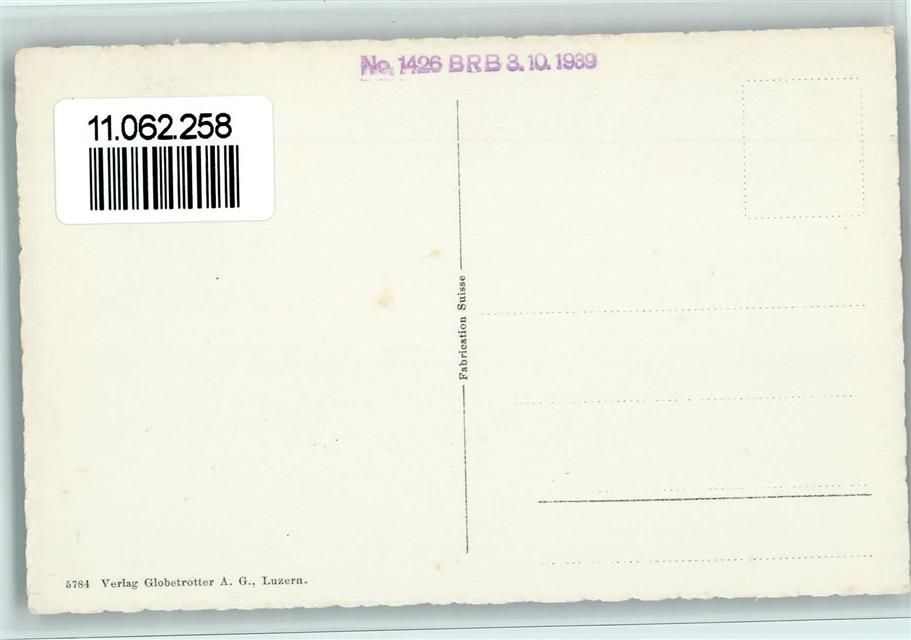 No. 1426 BRB 3.10.1939
11.062.258
Fabrication Suisse
5784 Verlag Globetrotter A. G., Luzern.